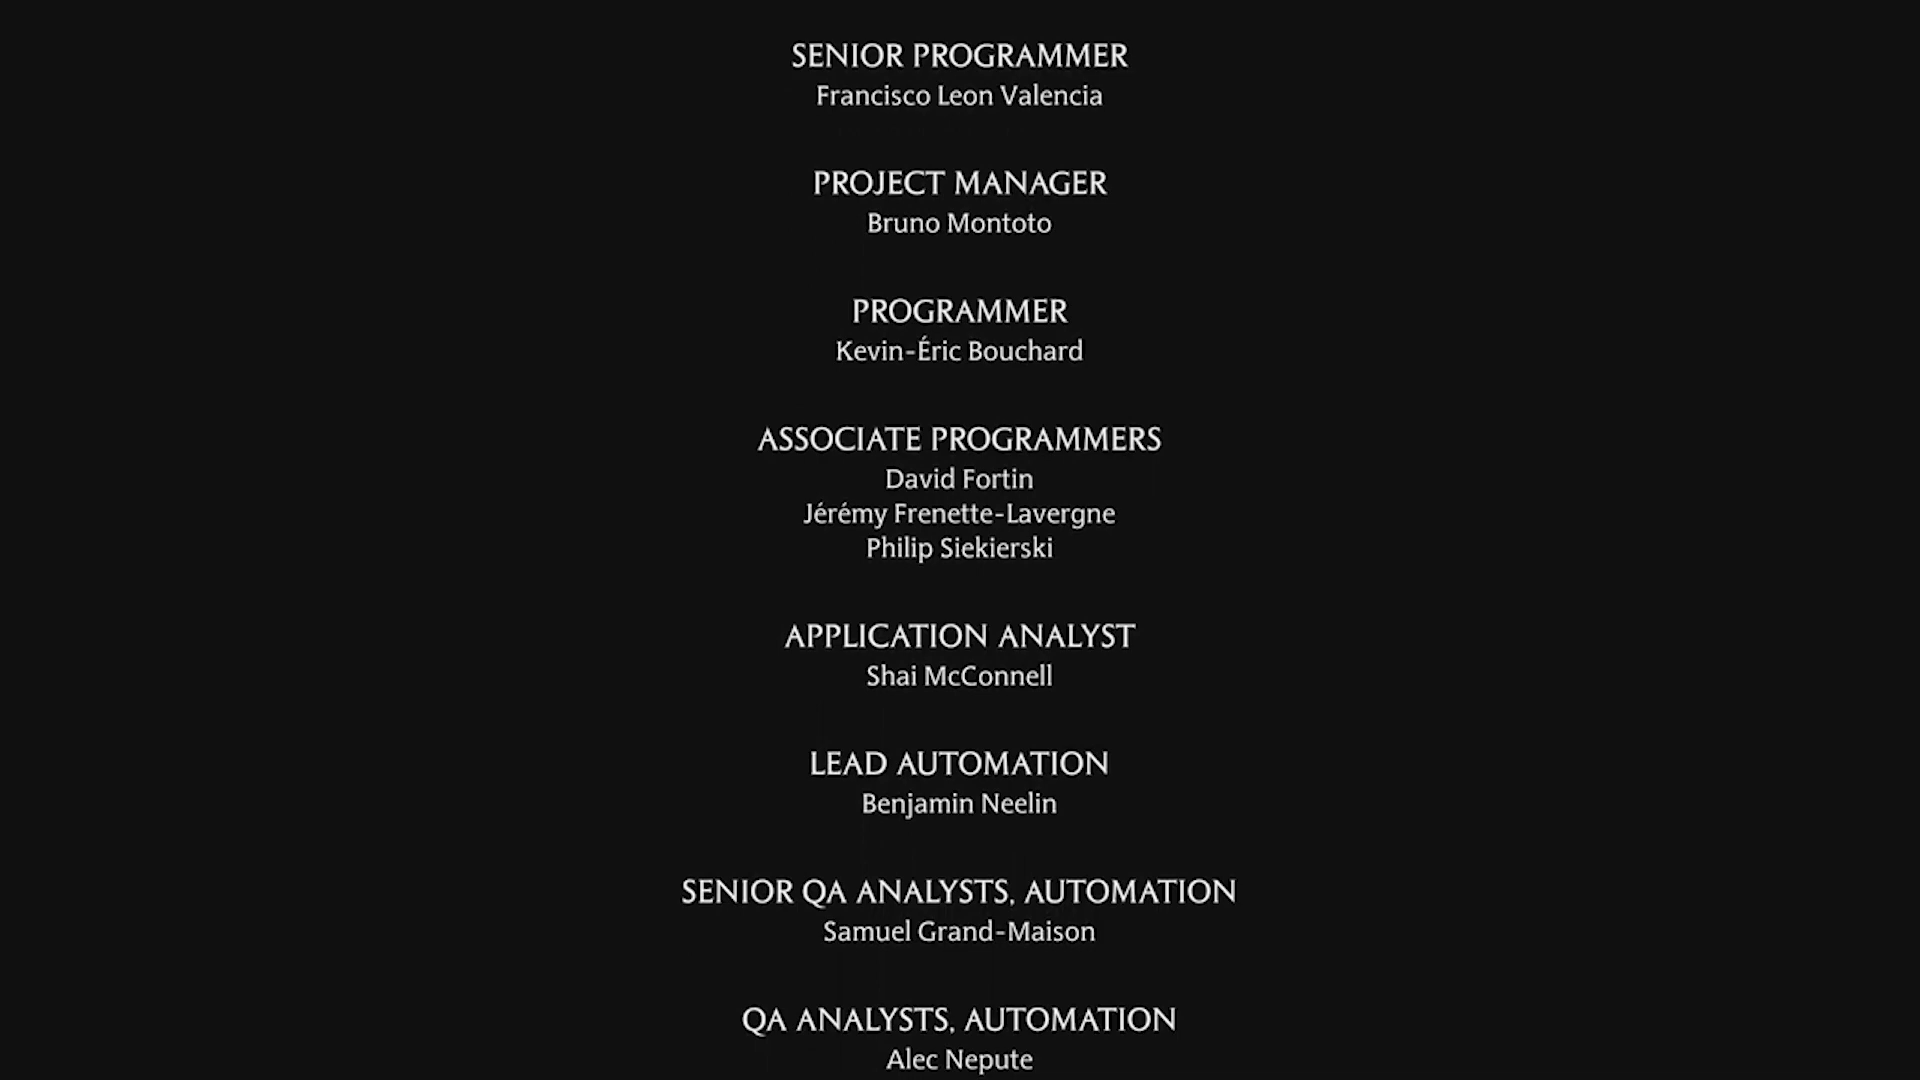 SENIOR PROGRAMMER
Francisco Leon Valencia
PROJECT MANAGER
Bruno Montoto
PROGRAMMER
Kevin-Éric Bouchard
ASSOCIATE PROGRAMMERS
David Fortin
Jérémy Frenette-Lavergne
Philip Siekierski
APPLICATION ANALYST
Shai McConnell
LEAD AUTOMATION
Benjamin Neelin
SENIOR QA ANALYSTS, AUTOMATION
Samuel Grand-Maison
QA ANALYSTS, AUTOMATION
Alec Nepute